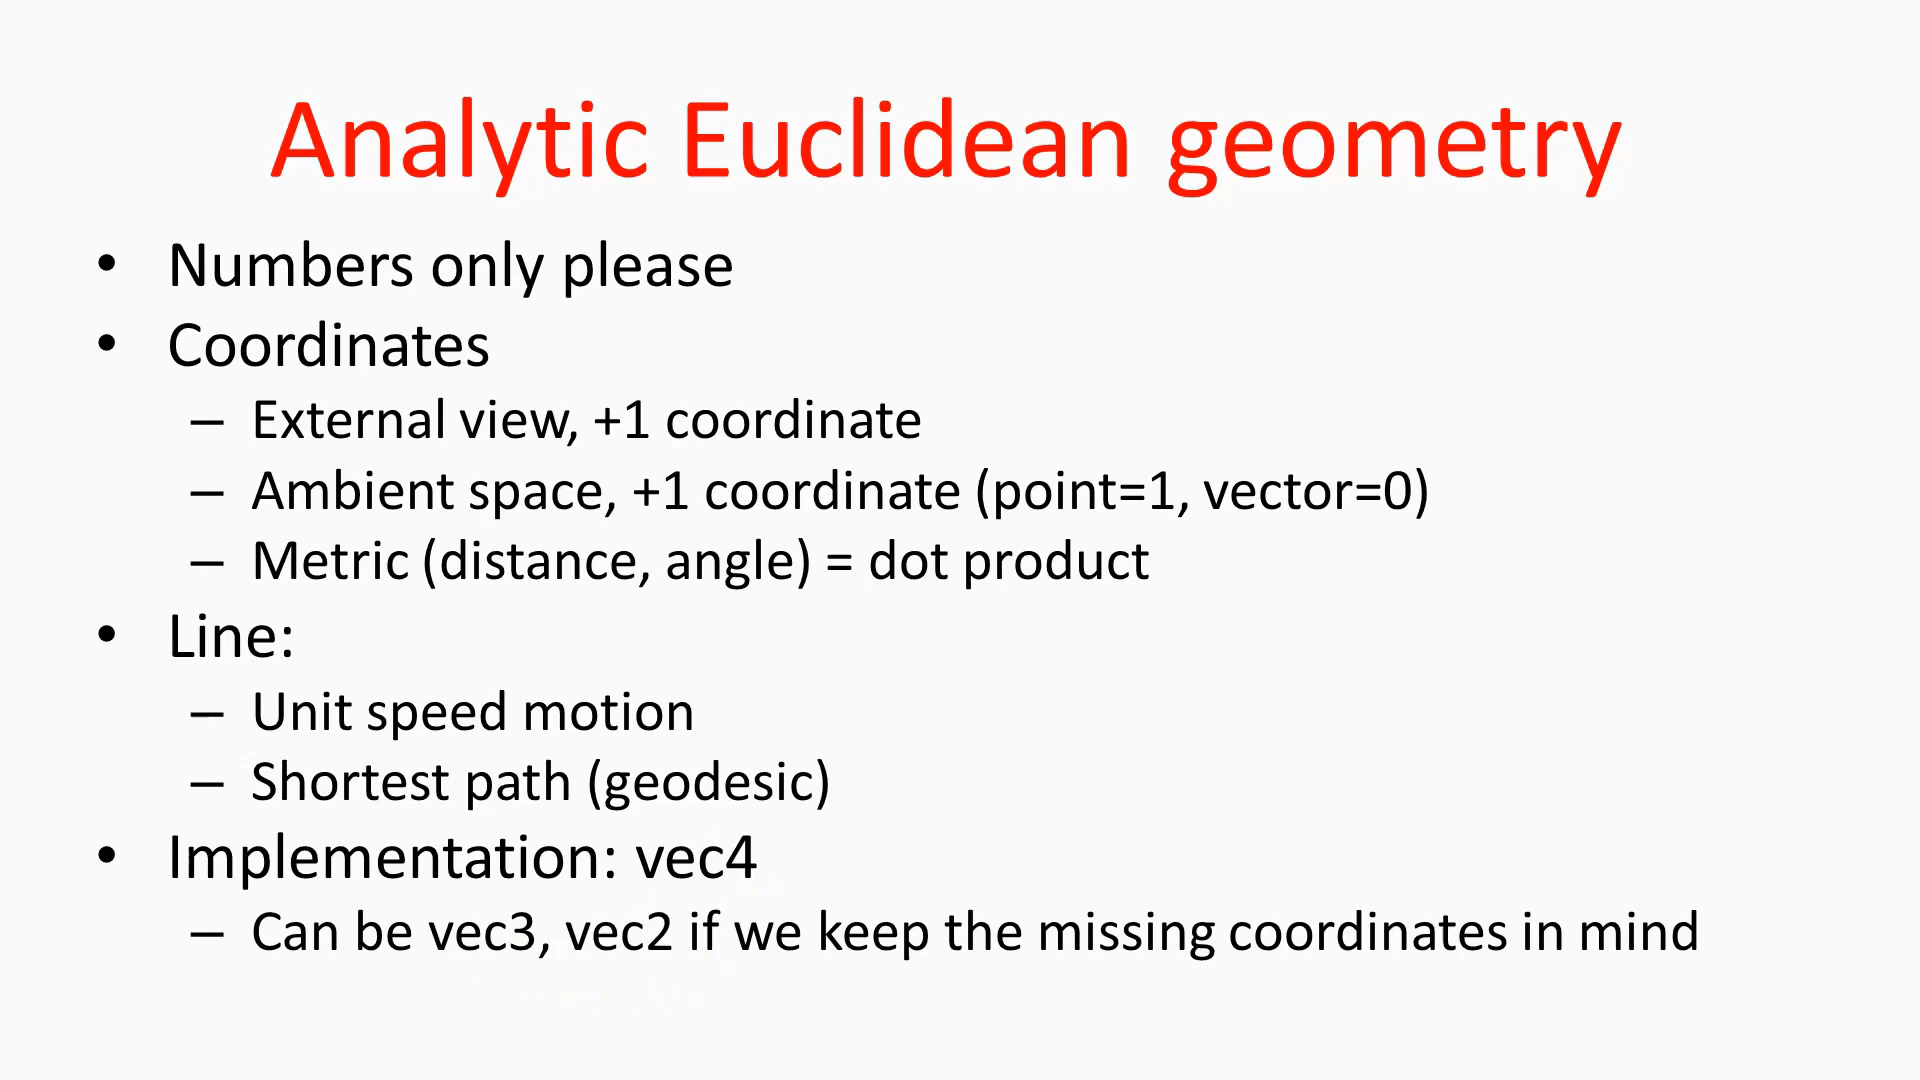 Analytic Euclidean geometry
• Numbers only please
• Coordinates
– External view, +1 coordinate
– Ambient space, +1 coordinate (point=1, vector=0)
– Metric (distance, angle) = dot product
• Line:
– Unit speed motion
– Shortest path (geodesic)
• Implementation: vec4
– Can be vec3, vec2 if we keep the missing coordinates in mind